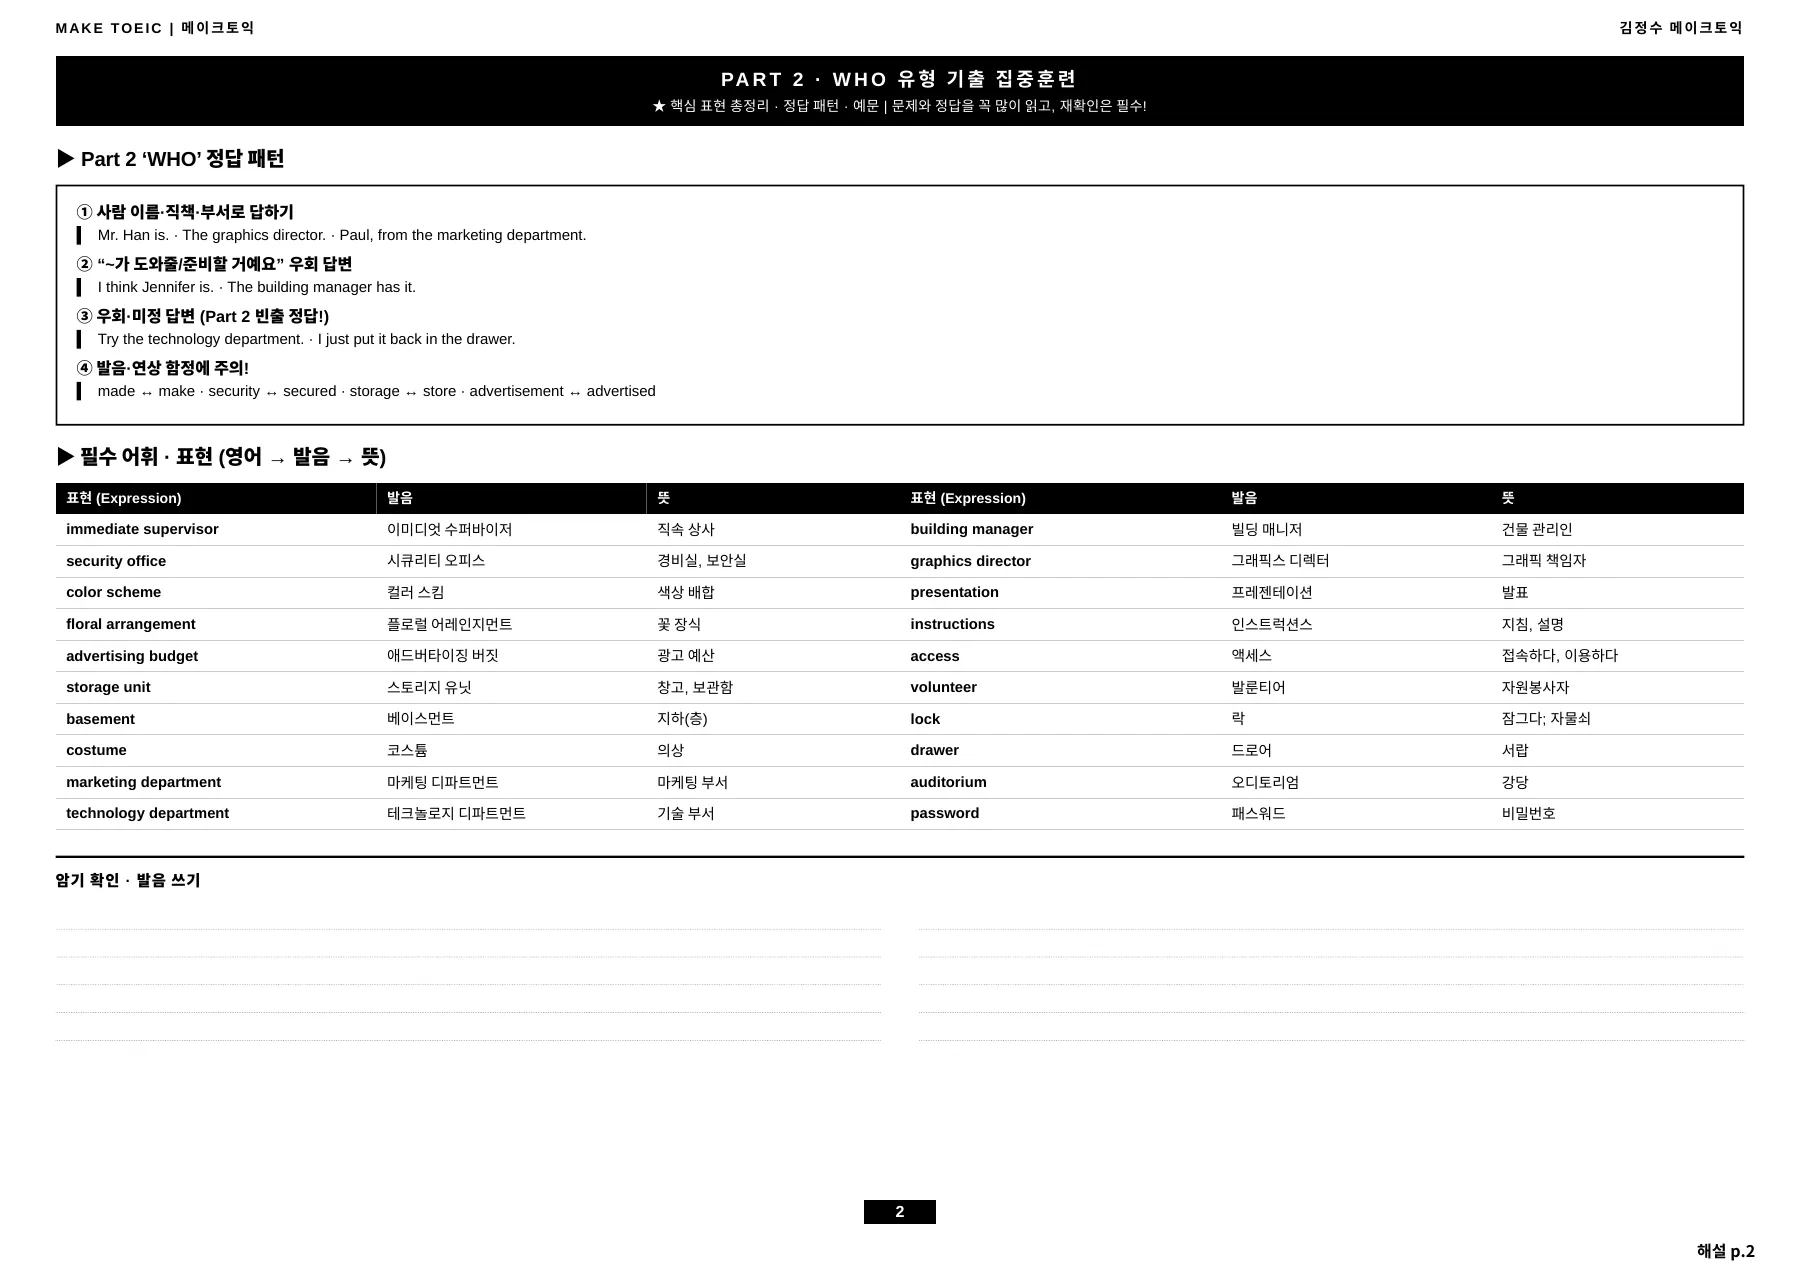 MAKE TOEIC | 메이크토익
김정수 메이크토익
PART 2 · WHO 유형 기출 집중훈련
★ 핵심 표현 총정리 · 정답 패턴 · 예문 | 문제와 정답을 꼭 많이 읽고, 재확인은 필수!
▶ Part 2 ‘WHO’ 정답 패턴
① 사람 이름·직책·부서로 답하기
Mr. Han is. · The graphics director. · Paul, from the marketing department.
② “~가 도와줄/준비할 거예요” 우회 답변
I think Jennifer is. · The building manager has it.
③ 우회·미정 답변 (Part 2 빈출 정답!)
Try the technology department. · I just put it back in the drawer.
④ 발음·연상 함정에 주의!
made ↔ make · security ↔ secured · storage ↔ store · advertisement ↔ advertised
▶ 필수 어휘 · 표현 (영어 → 발음 → 뜻)
표현 (Expression) 발음 뜻 표현 (Expression) 발음 뜻
immediate supervisor 이미디엇 수퍼바이저 직속 상사 building manager 빌딩 매니저 건물 관리인
security office 시큐리티 오피스 경비실, 보안실 graphics director 그래픽스 디렉터 그래픽 책임자
color scheme 컬러 스킴 색상 배합 presentation 프레젠테이션 발표
floral arrangement 플로럴 어레인지먼트 꽃 장식 instructions 인스트럭션스 지침, 설명
advertising budget 애드버타이징 버짓 광고 예산 access 액세스 접속하다, 이용하다
storage unit 스토리지 유닛 창고, 보관함 volunteer 발룬티어 자원봉사자
basement 베이스먼트 지하(층) lock 락 잠그다; 자물쇠
costume 코스튬 의상 drawer 드로어 서랍
marketing department 마케팅 디파트먼트 마케팅 부서 auditorium 오디토리엄 강당
technology department 테크놀로지 디파트먼트 기술 부서 password 패스워드 비밀번호
암기 확인 · 발음 쓰기
2
해설 p.2